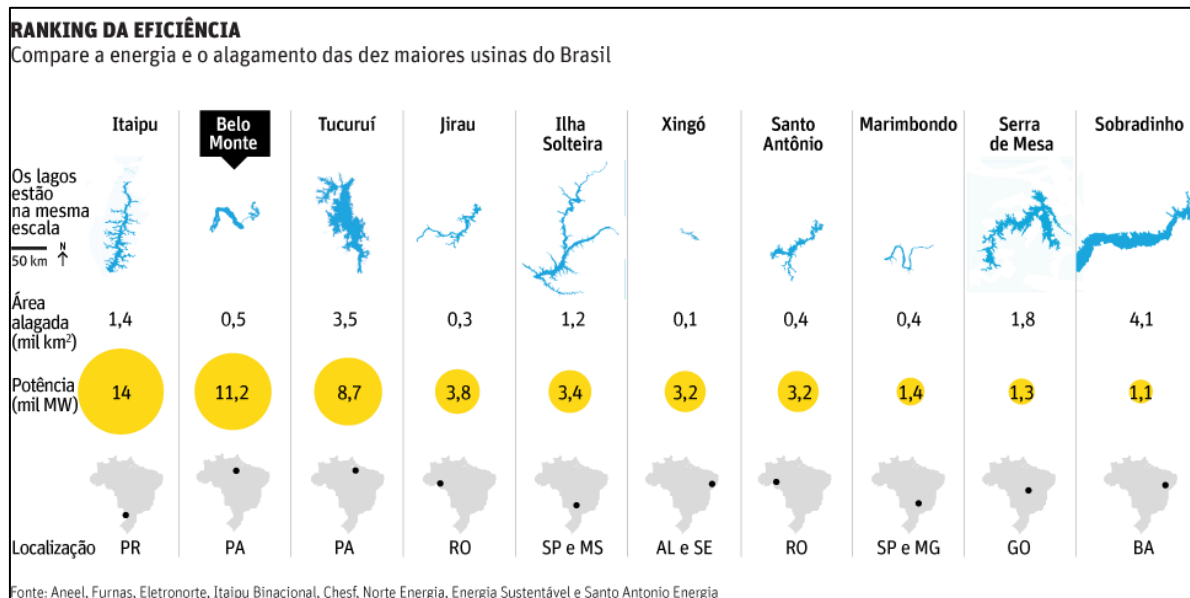 RANKING DA EFICIÊNCIA
Compare a energia e o alagamento das dez maiores usinas do Brasil
Itaipu Belo Monte Tucuruí Jirau Ilha Solteira Xingó Santo Antônio Marimbondo Serra de Mesa Sobradinho
Os lagos
estão
na mesma
escala
N
50 km
Área
alagada
(mil km²)
1,4 0,5 3,5 0,3 1,2 0,1 0,4 0,4 1,8 4,1
Potência
(mil MW)
14 11,2 8,7 3,8 3,4 3,2 3,2 1,4 1,3 1,1
Localização PR PA PA RO SP e MS AL e SE RO SP e MG GO BA
Fonte: Aneel, Furnas, Eletronorte, Itaipu Binacional, Chesf, Norte Energia, Energia Sustentável e Santo Antonio Energia